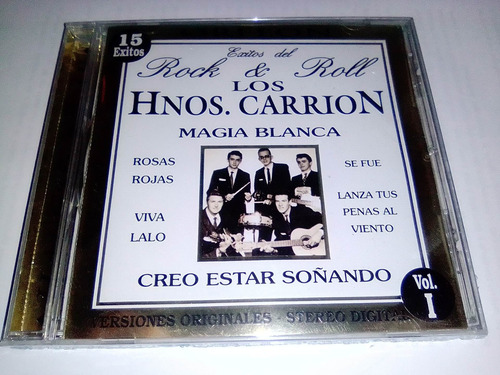 15
Exitos
Exitos del
Rock & Roll
LOS
HNOS. CARRION
MAGIA BLANCA
ROSAS
ROJAS
SE FUE
VIVA
LALO
LANZA TUS
PENAS AL
VIENTO
CREO ESTAR SOÑANDO
Vol.
I
VERSIONES ORIGINALES - STEREO DIGITAL